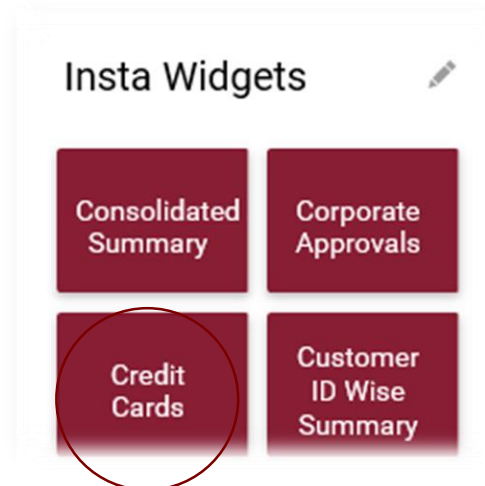 Insta Widgets
Consolidated
Summary
Corporate
Approvals
Credit
Cards
Customer
ID Wise
Summary